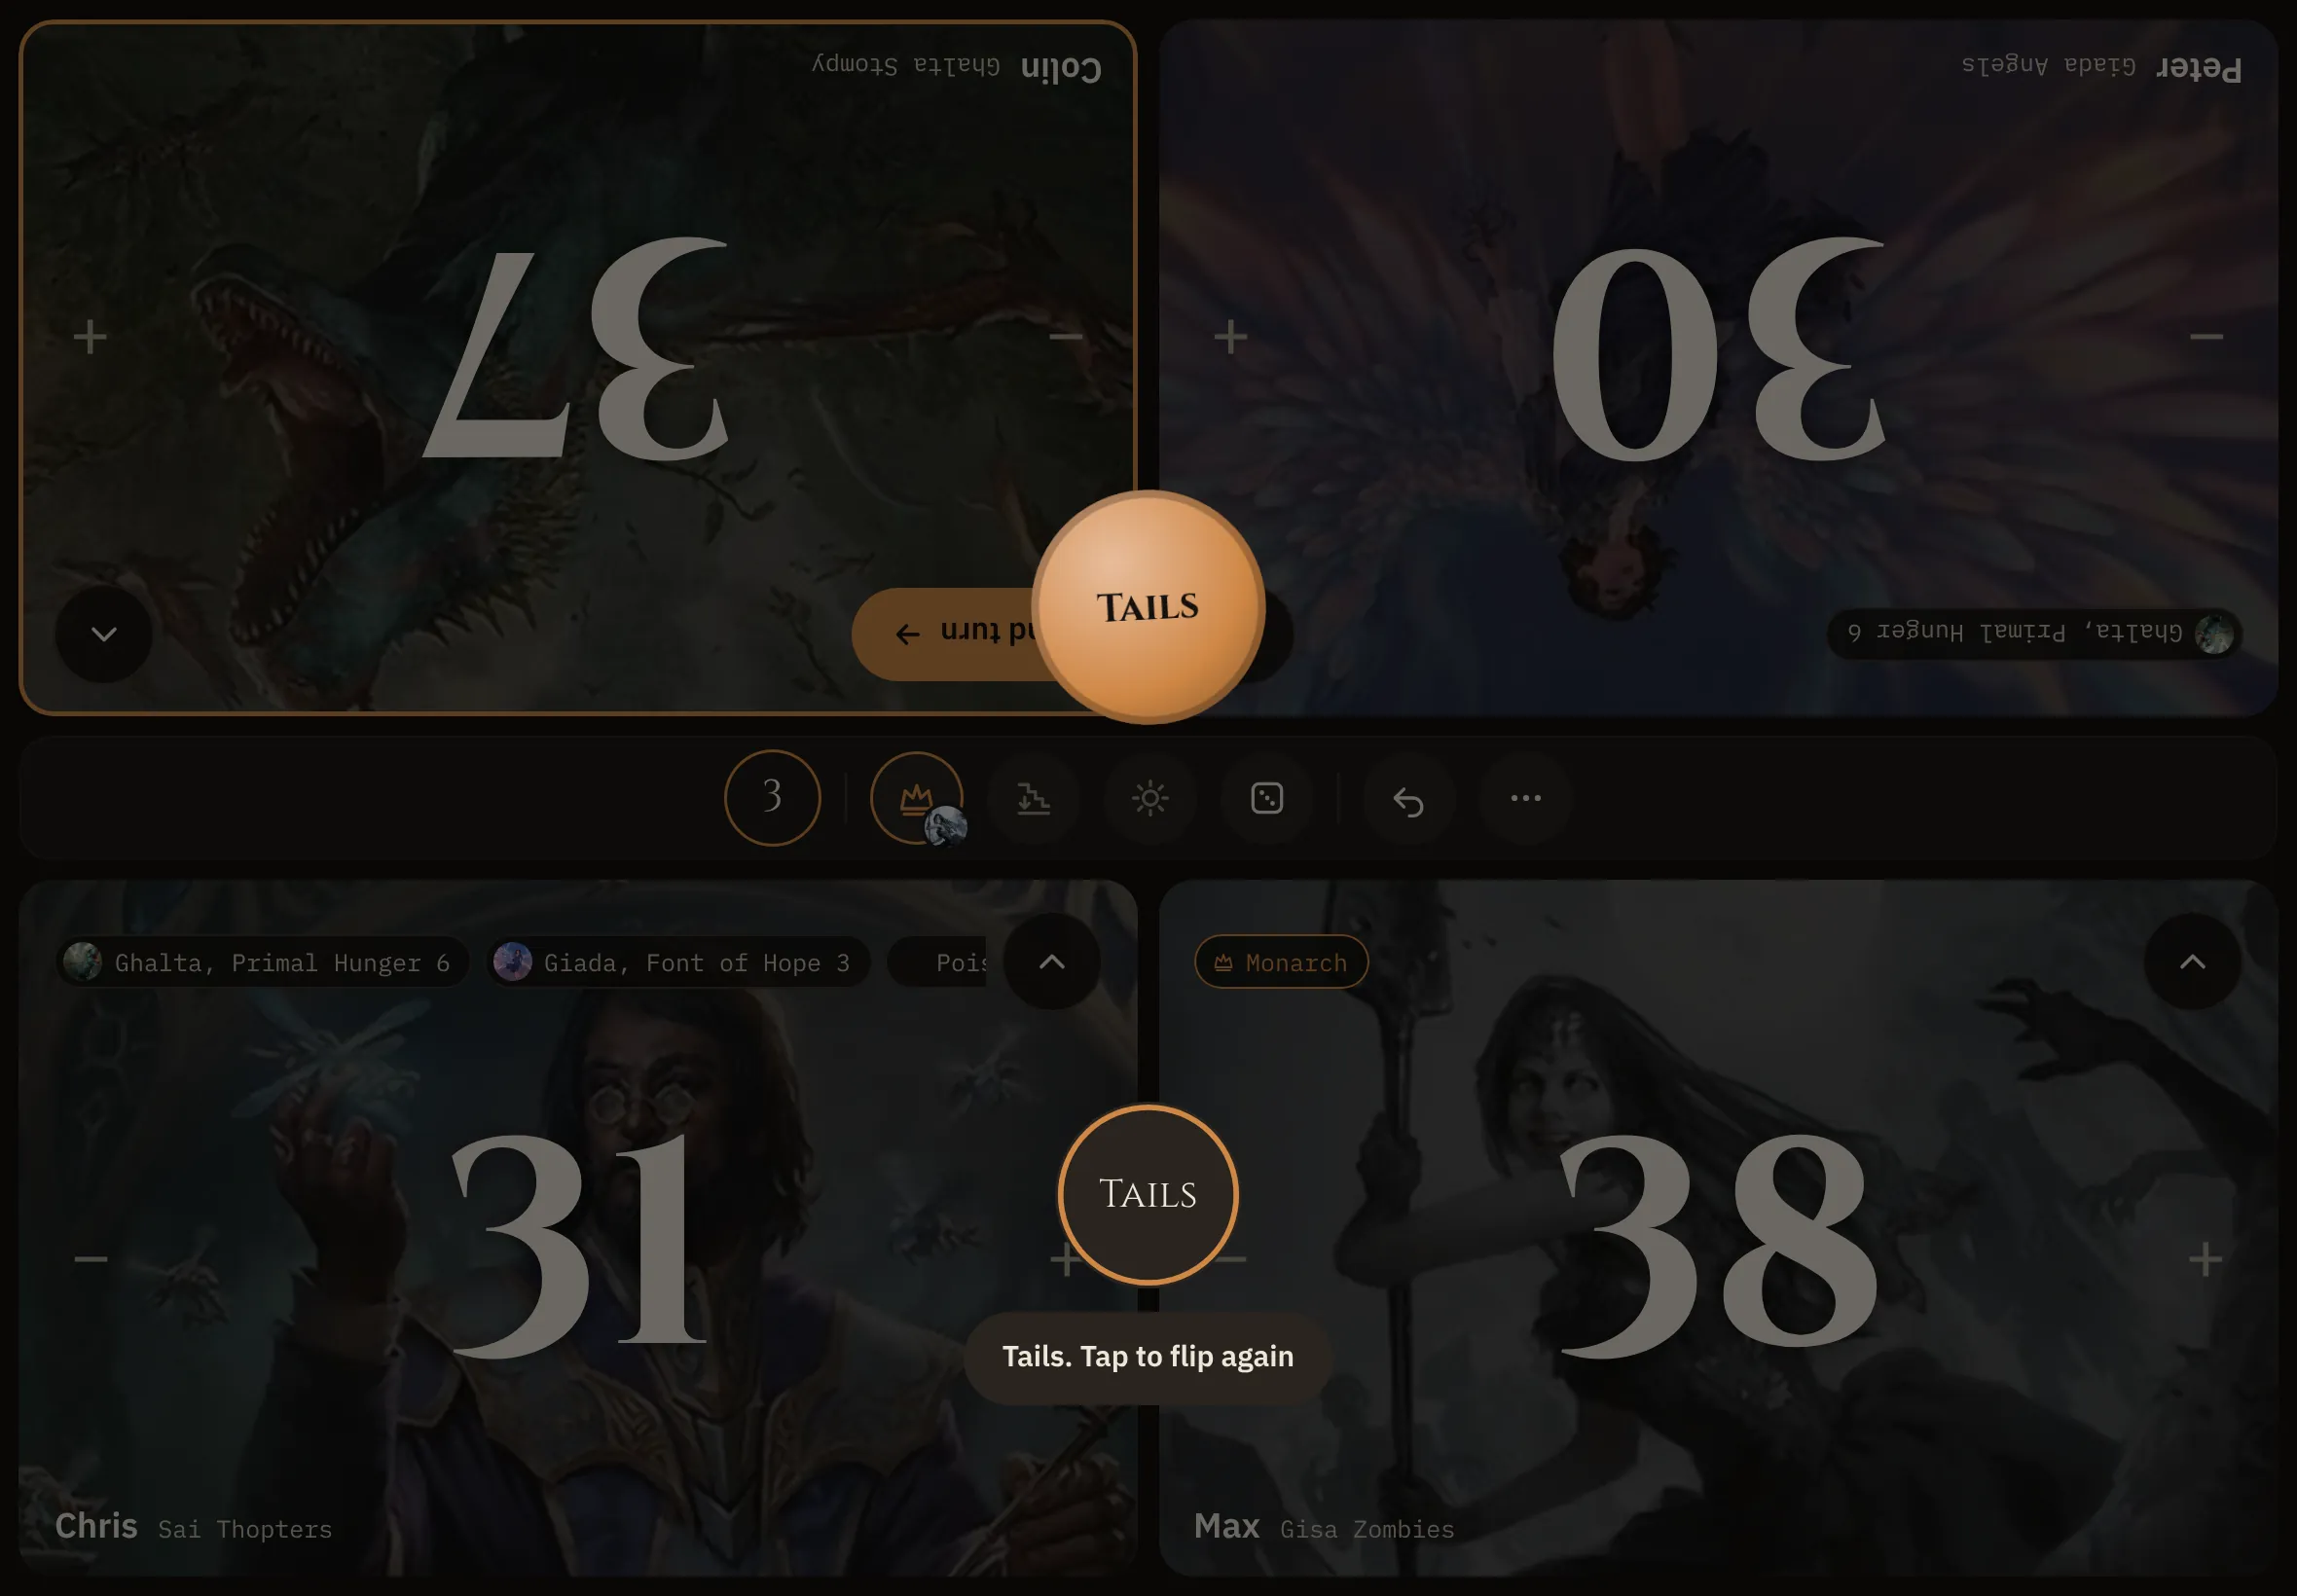 Colin Ghalta Stompy
37
nd turn
Peter Giada Angels
30
Ghalta, Primal Hunger 6
Tails
3
Ghalta, Primal Hunger 6
Giada, Font of Hope 3
Monarch
31
38
Tails
Tails. Tap to flip again
Chris Sai Thopters
Max Gisa Zombies